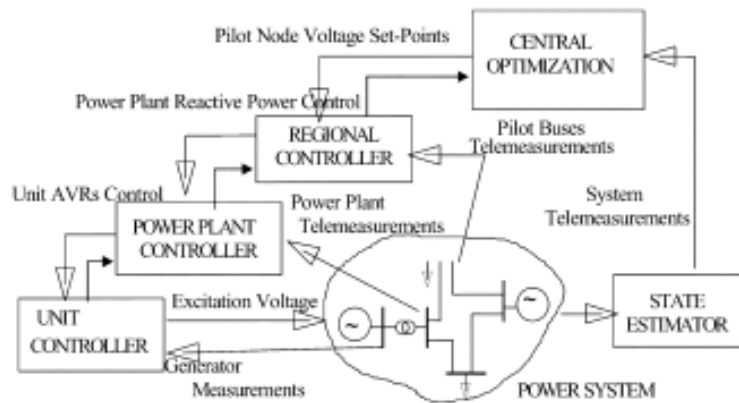 Pilot Node Voltage Set-Points
CENTRAL
OPTIMIZATION
Power Plant Reactive Power Control
REGIONAL
CONTROLLER
Pilot Buses
Telemeasurements
Unit AVRs Control
POWER PLANT
CONTROLLER
Power Plant
Telemeasurements
System
Telemeasurements
UNIT
CONTROLLER
Excitation Voltage
~
~
STATE
ESTIMATOR
Generator
Measurements
POWER SYSTEM